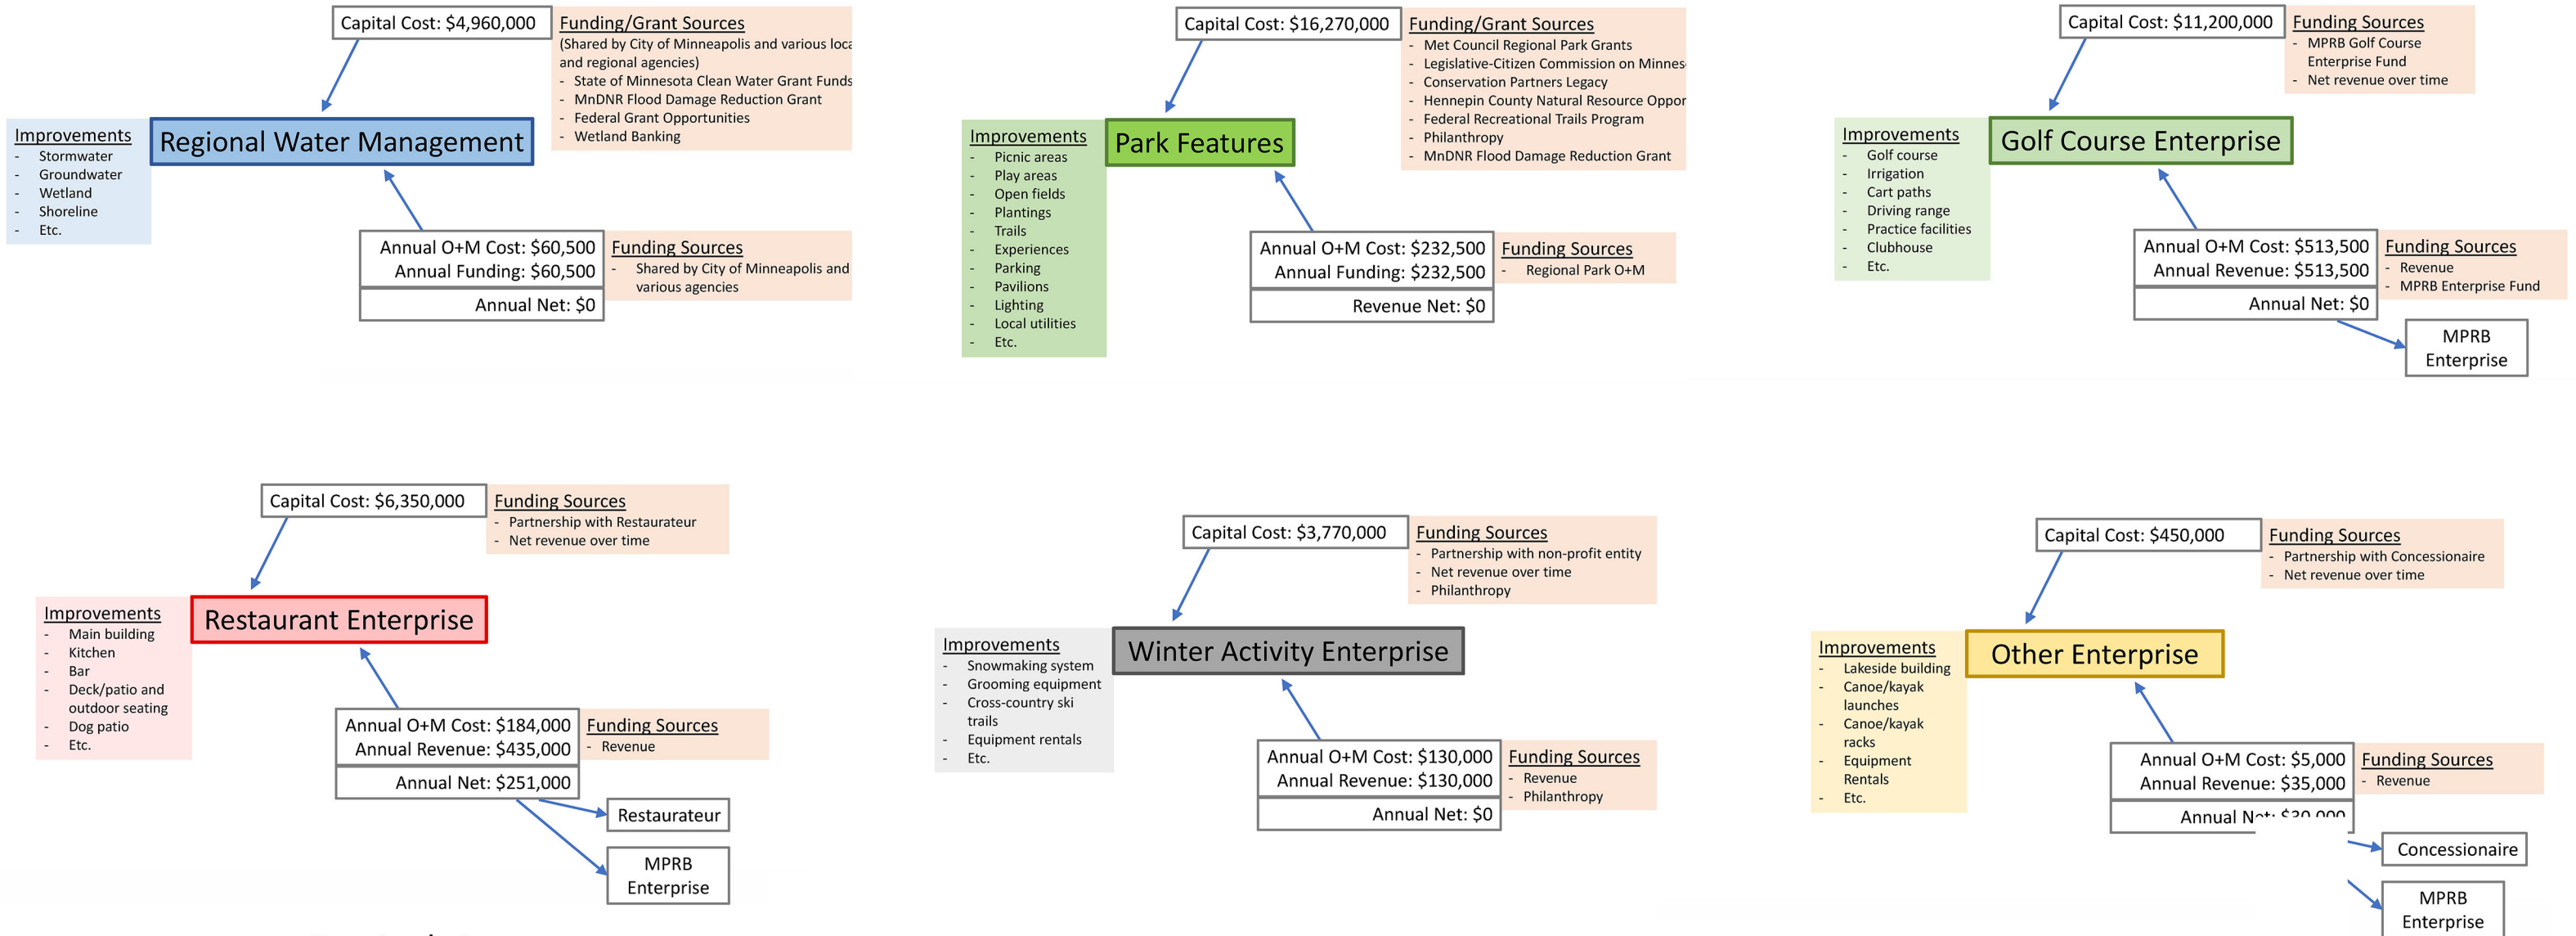 Capital Cost: $4,960,000
Funding/Grant Sources
(Shared by City of Minneapolis and various loca
and regional agencies)
- State of Minnesota Clean Water Grant Funds
- MnDNR Flood Damage Reduction Grant
- Federal Grant Opportunities
- Wetland Banking
Improvements
- Stormwater
- Groundwater
- Wetland
- Shoreline
- Etc.
Regional Water Management
Annual O+M Cost: $60,500
Annual Funding: $60,500
Annual Net: $0
Funding Sources
- Shared by City of Minneapolis and
various agencies
Capital Cost: $16,270,000
Funding/Grant Sources
- Met Council Regional Park Grants
- Legislative-Citizen Commission on Minnes
- Conservation Partners Legacy
- Hennepin County Natural Resource Oppor
- Federal Recreational Trails Program
- Philanthropy
- MnDNR Flood Damage Reduction Grant
Improvements
- Picnic areas
- Play areas
- Open fields
- Plantings
- Trails
- Experiences
- Parking
- Pavilions
- Lighting
- Local utilities
- Etc.
Park Features
Annual O+M Cost: $232,500
Annual Funding: $232,500
Revenue Net: $0
Funding Sources
- Regional Park O+M
Capital Cost: $11,200,000
Funding Sources
- MPRB Golf Course
Enterprise Fund
- Net revenue over time
Improvements
- Golf course
- Irrigation
- Cart paths
- Driving range
- Practice facilities
- Clubhouse
- Etc.
Golf Course Enterprise
Annual O+M Cost: $513,500
Annual Revenue: $513,500
Annual Net: $0
Funding Sources
- Revenue
- MPRB Enterprise Fund
MPRB
Enterprise
Capital Cost: $6,350,000
Funding Sources
- Partnership with Restaurateur
- Net revenue over time
Improvements
- Main building
- Kitchen
- Bar
- Deck/patio and
outdoor seating
- Dog patio
- Etc.
Restaurant Enterprise
Annual O+M Cost: $184,000
Annual Revenue: $435,000
Annual Net: $251,000
Funding Sources
- Revenue
Restaurateur
MPRB
Enterprise
Capital Cost: $3,770,000
Funding Sources
- Partnership with non-profit entity
- Net revenue over time
- Philanthropy
Improvements
- Snowmaking system
- Grooming equipment
- Cross-country ski
trails
- Equipment rentals
- Etc.
Winter Activity Enterprise
Annual O+M Cost: $130,000
Annual Revenue: $130,000
Annual Net: $0
Funding Sources
- Revenue
- Philanthropy
Capital Cost: $450,000
Funding Sources
- Partnership with Concessionaire
- Net revenue over time
Improvements
- Lakeside building
- Canoe/kayak
launches
- Canoe/kayak
racks
- Equipment
Rentals
- Etc.
Other Enterprise
Annual O+M Cost: $5,000
Annual Revenue: $35,000
Annual Net: $30,000
Funding Sources
- Revenue
Concessionaire
MPRB
Enterprise